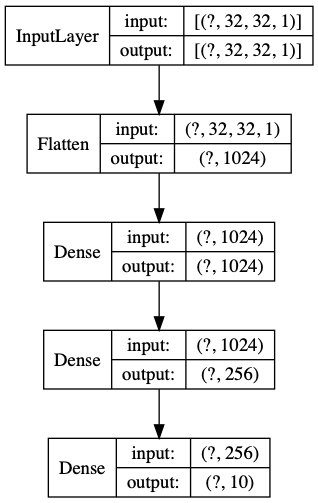 InputLayer
input: [(?, 32, 32, 1)]
output: [(?, 32, 32, 1)]
Flatten
input: (?, 32, 32, 1)
output: (?, 1024)
Dense
input: (?, 1024)
output: (?, 1024)
Dense
input: (?, 1024)
output: (?, 256)
Dense
input: (?, 256)
output: (?, 10)